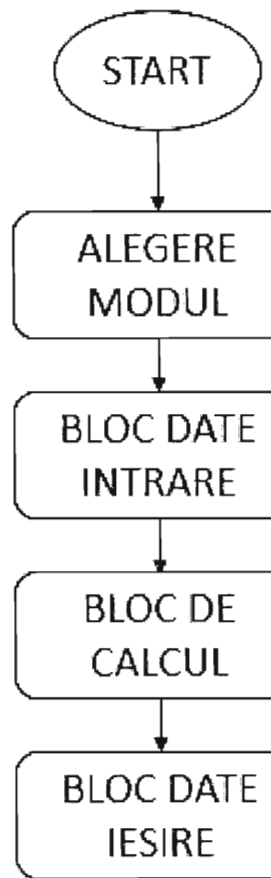 START
ALEGERE
MODUL
BLOC DATE
INTRARE
BLOC DE
CALCUL
BLOC DATE
IESIRE